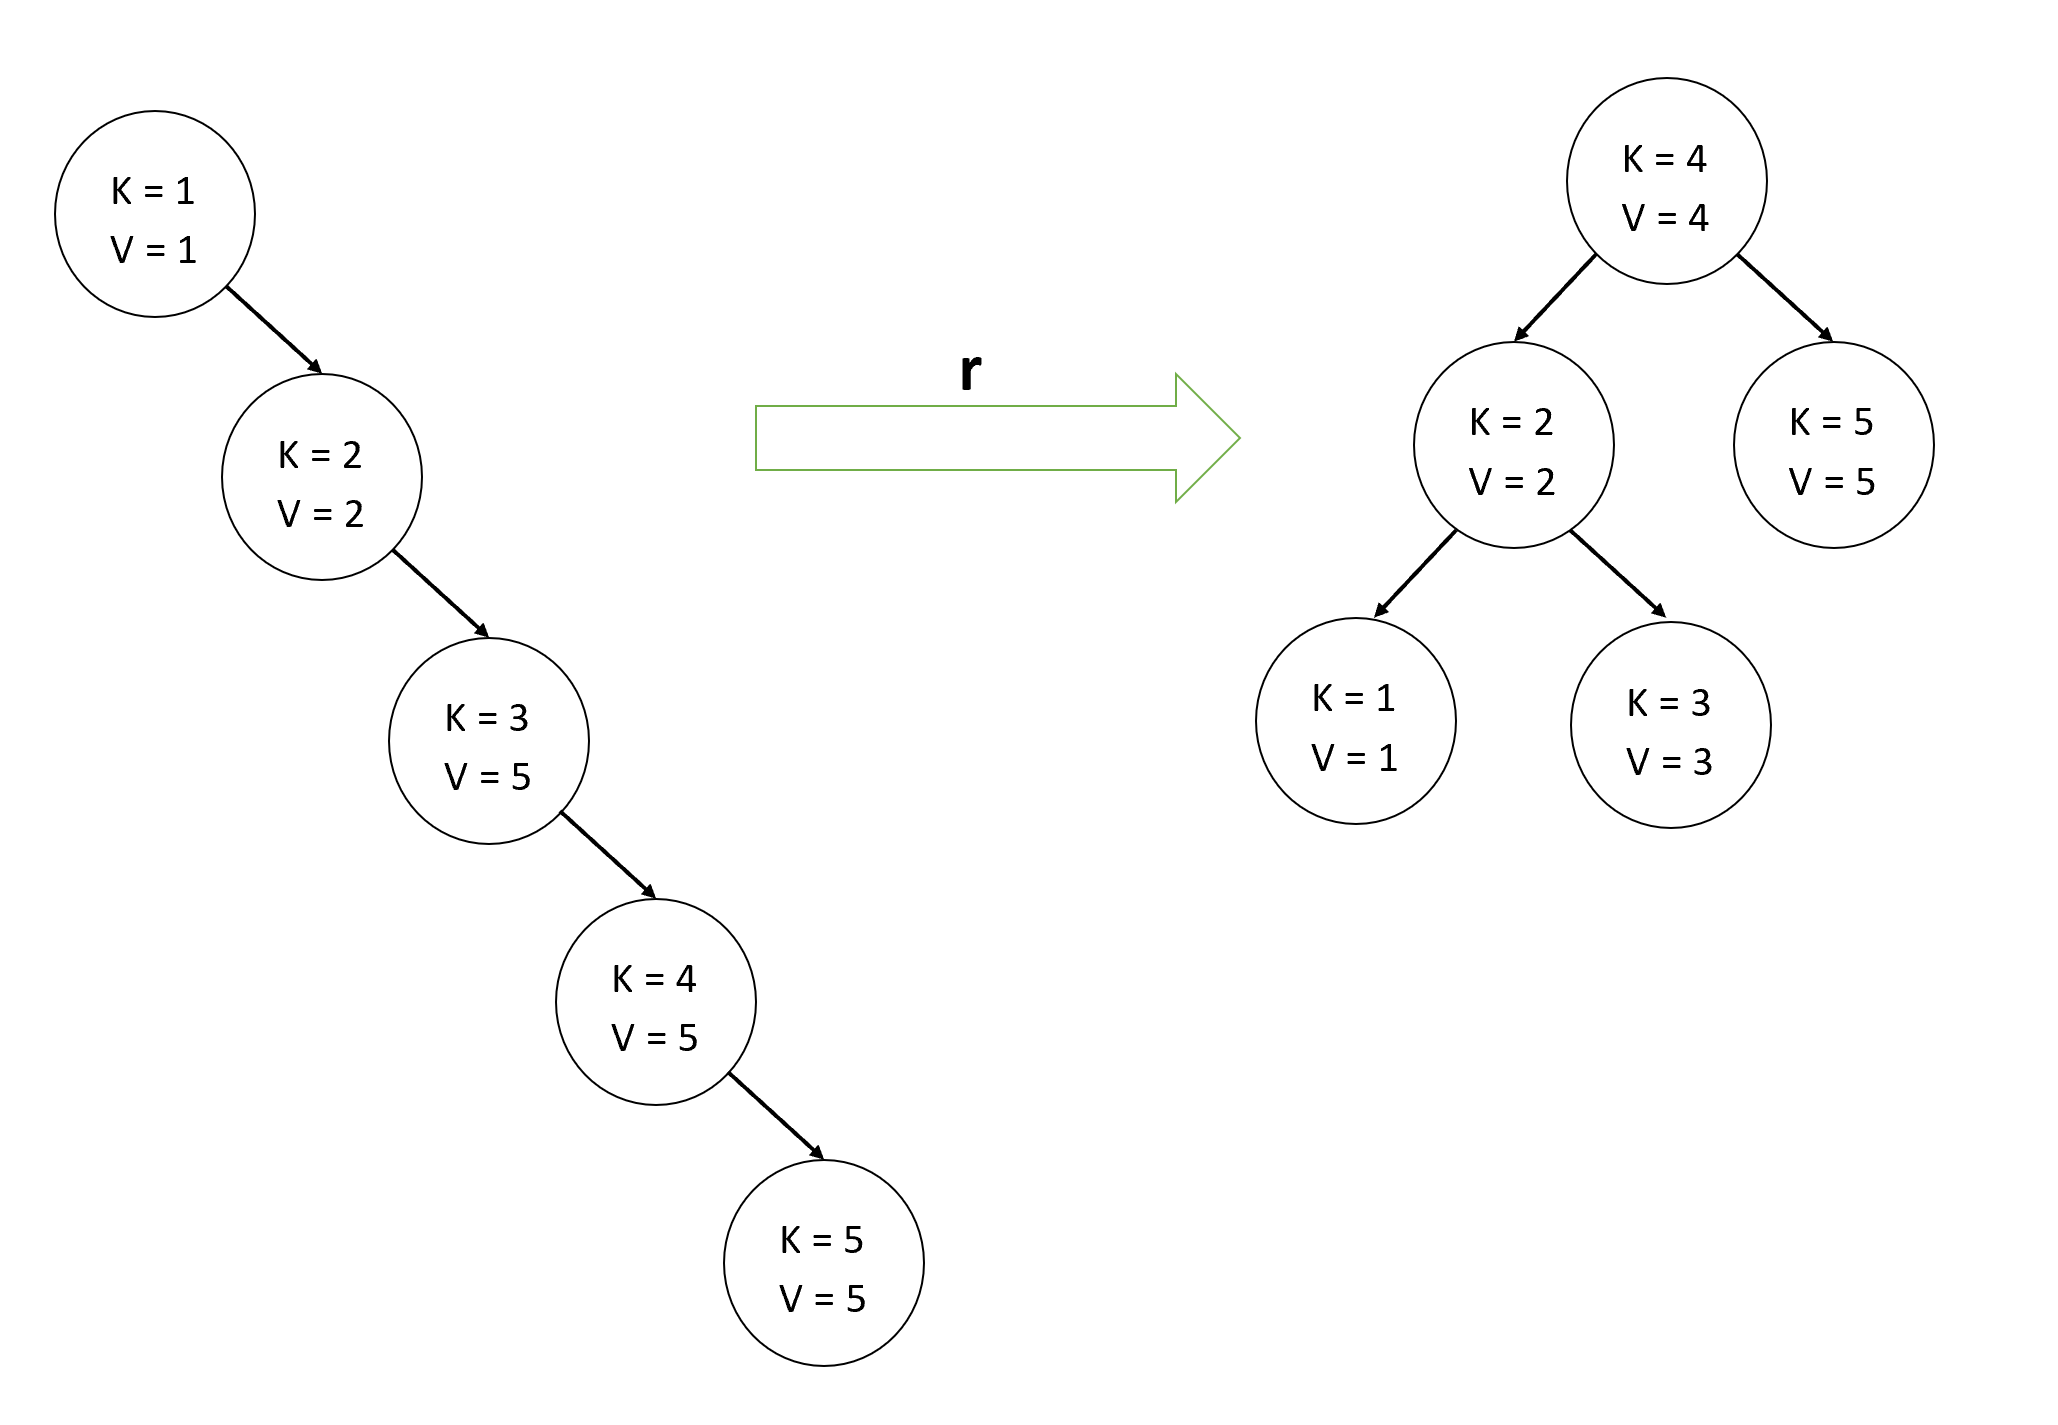 K = 1
V = 1
K = 2
V = 2
K = 3
V = 5
K = 4
V = 5
K = 5
V = 5
r
K = 4
V = 4
K = 2
V = 2
K = 5
V = 5
K = 1
V = 1
K = 3
V = 3